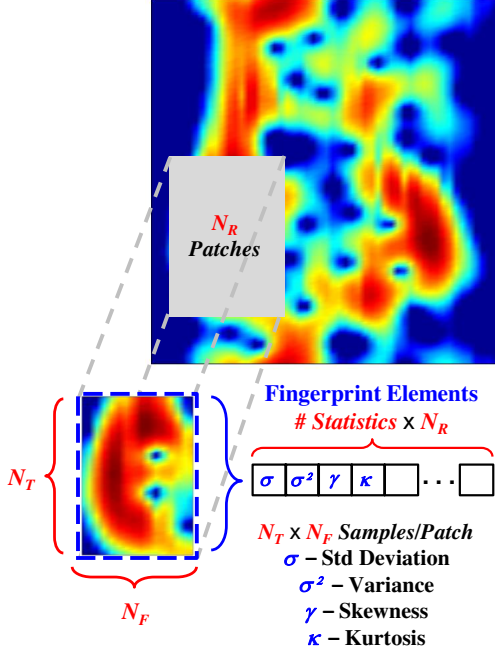 N_R
Patches
Fingerprint Elements
# Statistics x N_R
N_T
σ σ² γ κ ...
N_T x N_F Samples/Patch
σ – Std Deviation
σ² – Variance
N_F
γ – Skewness
κ – Kurtosis